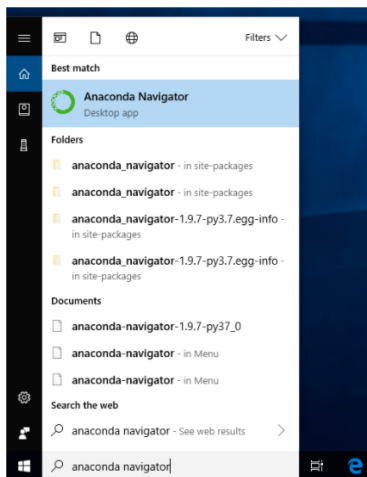 Filters
Best match
Anaconda Navigator
Desktop app
Folders
anaconda_navigator - in site-packages
anaconda_navigator - in site-packages
anaconda_navigator-1.9.7-py3.7.egg-info -
in site-packages
anaconda_navigator-1.9.7-py3.7.egg-info -
in site-packages
Documents
anaconda-navigator-1.9.7-py37_0
anaconda-navigator - in Menu
anaconda-navigator - in Menu
Search the web
anaconda navigator - See web results
anaconda navigator